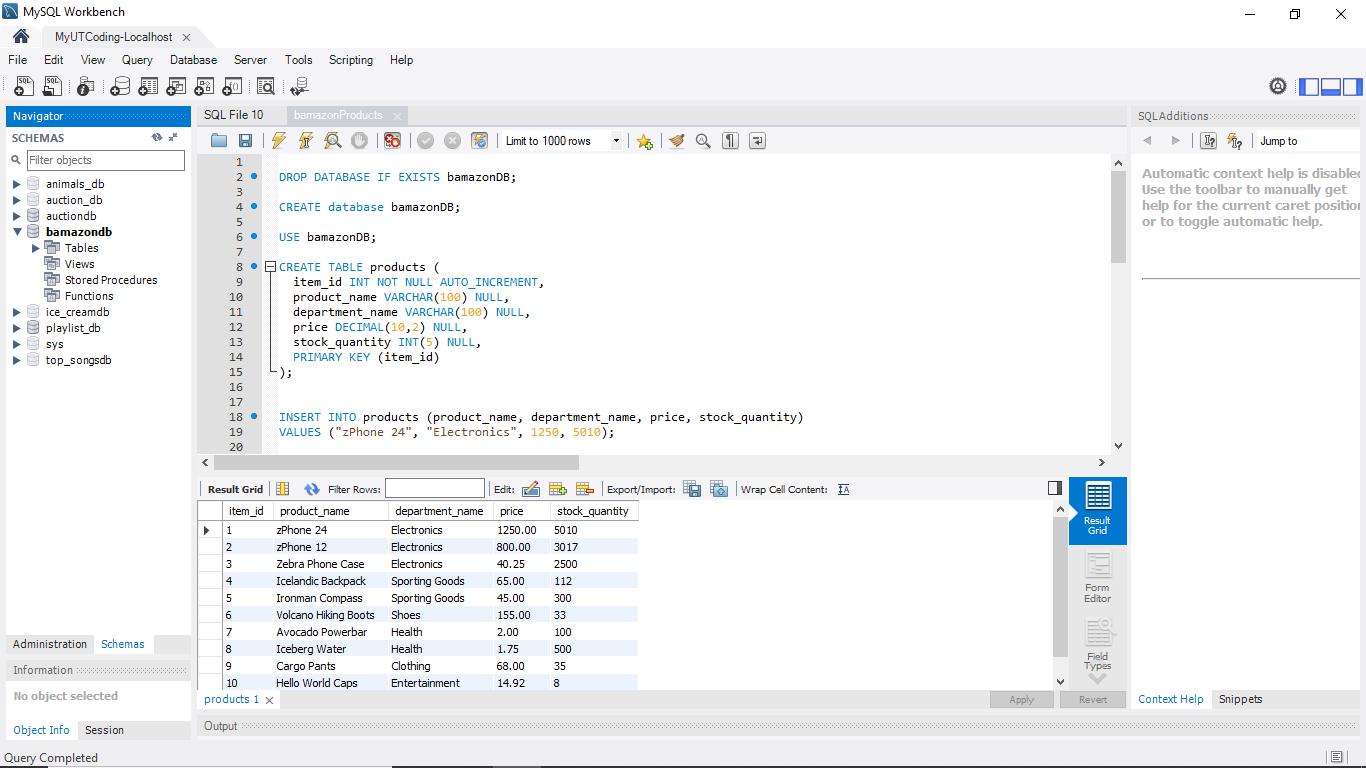 MySQL Workbench
MyUTCoding-Localhost
File Edit View Query Database Server Tools Scripting Help
Navigator
SCHEMAS
Filter objects
animals_db
auction_db
auctiondb
bamazondb
Tables
Views
Stored Procedures
Functions
ice_creamdb
playlist_db
sys
top_songsdb
Administration Schemas
Information
No object selected
Object Info Session
SQL File 10 bamazonProducts
Limit to 1000 rows
1
2 DROP DATABASE IF EXISTS bamazonDB;
3
4 CREATE database bamazonDB;
5
6 USE bamazonDB;
7
8 CREATE TABLE products (
9 item_id INT NOT NULL AUTO_INCREMENT,
10 product_name VARCHAR(100) NULL,
11 department_name VARCHAR(100) NULL,
12 price DECIMAL(10,2) NULL,
13 stock_quantity INT(5) NULL,
14 PRIMARY KEY (item_id)
15 );
16
17
18 INSERT INTO products (product_name, department_name, price, stock_quantity)
19 VALUES ("zPhone 24", "Electronics", 1250, 5010);
20
Result Grid Filter Rows: Edit: Export/Import: Wrap Cell Content:
item_id product_name department_name price stock_quantity
1 zPhone 24 Electronics 1250.00 5010
2 zPhone 12 Electronics 800.00 3017
3 Zebra Phone Case Electronics 40.25 2500
4 Icelandic Backpack Sporting Goods 65.00 112
5 Ironman Compass Sporting Goods 45.00 300
6 Volcano Hiking Boots Shoes 155.00 33
7 Avocado Powerbar Health 2.00 100
8 Iceberg Water Health 1.75 500
9 Cargo Pants Clothing 68.00 35
10 Hello World Caps Entertainment 14.92 8
Result
Grid
Form
Editor
Field
Types
products 1 Apply Revert
Output
SQLAdditions
Jump to
Automatic context help is disabled
Use the toolbar to manually get
help for the current caret position
or to toggle automatic help.
Context Help Snippets
Query Completed